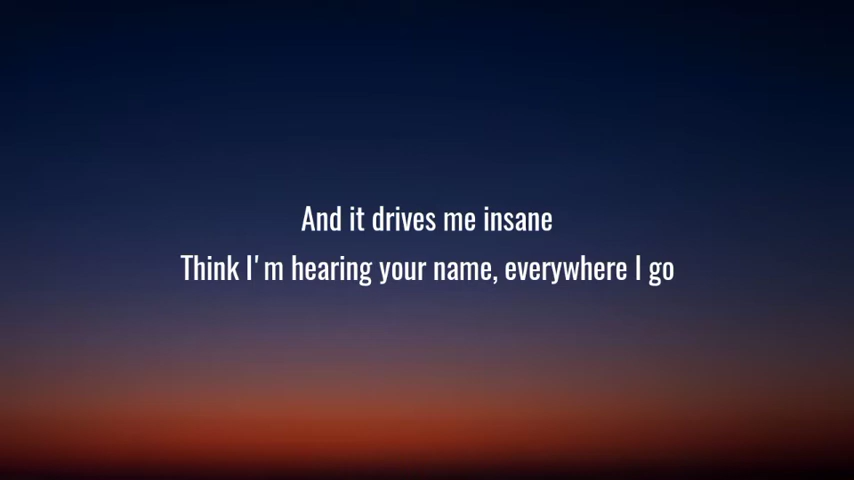 And it drives me insane
Think I'm hearing your name, everywhere I go